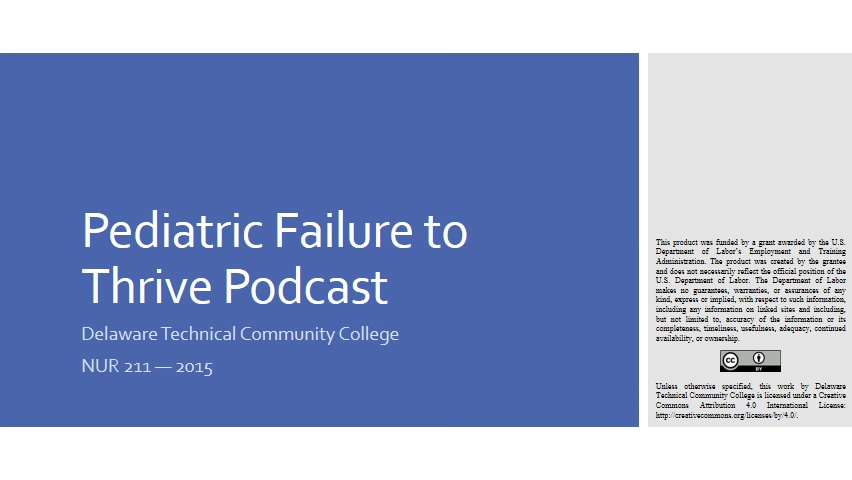 Pediatric Failure to
Thrive Podcast
Delaware Technical Community College
NUR 211 — 2015
This product was funded by a grant awarded by the U.S.
Department of Labor's Employment and Training
Administration. The product was created by the grantee
and does not necessarily reflect the official position of the
U.S. Department of Labor. The Department of Labor
makes no guarantees, warranties, or assurances of any
kind, express or implied, with respect to such information,
including any information on linked sites and including,
but not limited to, accuracy of the information or its
completeness, timeliness, usefulness, adequacy, continued
availability, or ownership.
cc
BY
Unless otherwise specified, this work by Delaware
Technical Community College is licensed under a Creative
Commons Attribution 4.0 International License:
http://creativecommons.org/licenses/by/4.0/.